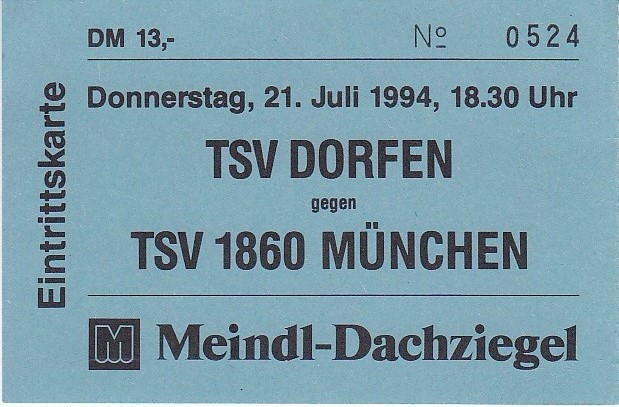 DM 13,- Nº 0524
Eintrittskarte
Donnerstag, 21. Juli 1994, 18.30 Uhr
TSV DORFEN
gegen
TSV 1860 MÜNCHEN
M Meindl-Dachziegel